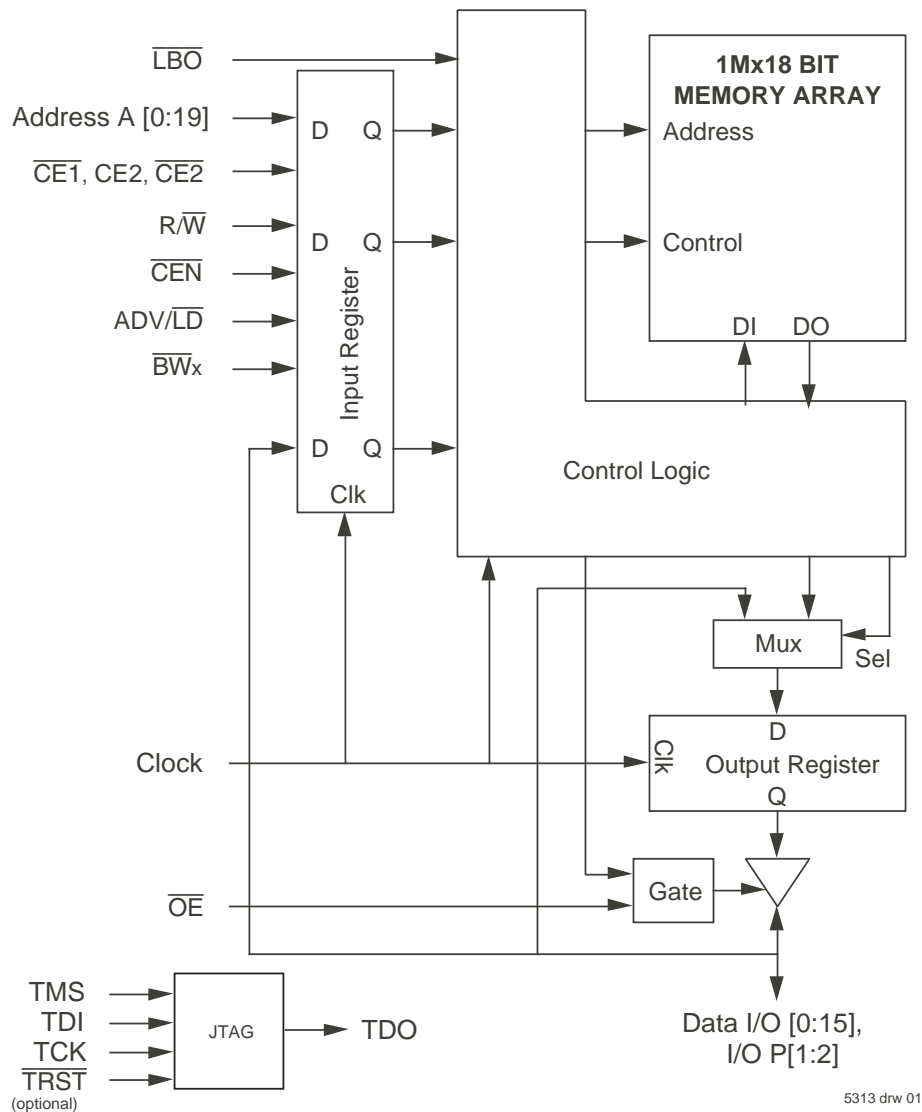 LBO
1Mx18 BIT
MEMORY ARRAY
Address A [0:19]
D Q
Address
CE1, CE2, CE2
R/W
D Q
Control
CEN
Input Register
ADV/LD
DI DO
BWx
D Q
Control Logic
Clk
Mux
Sel
D
Clock
Clk
Output Register
Q
Gate
OE
TMS
TDI
JTAG
TDO
TCK
TRST
(optional)
Data I/O [0:15],
I/O P[1:2]
5313 drw 01